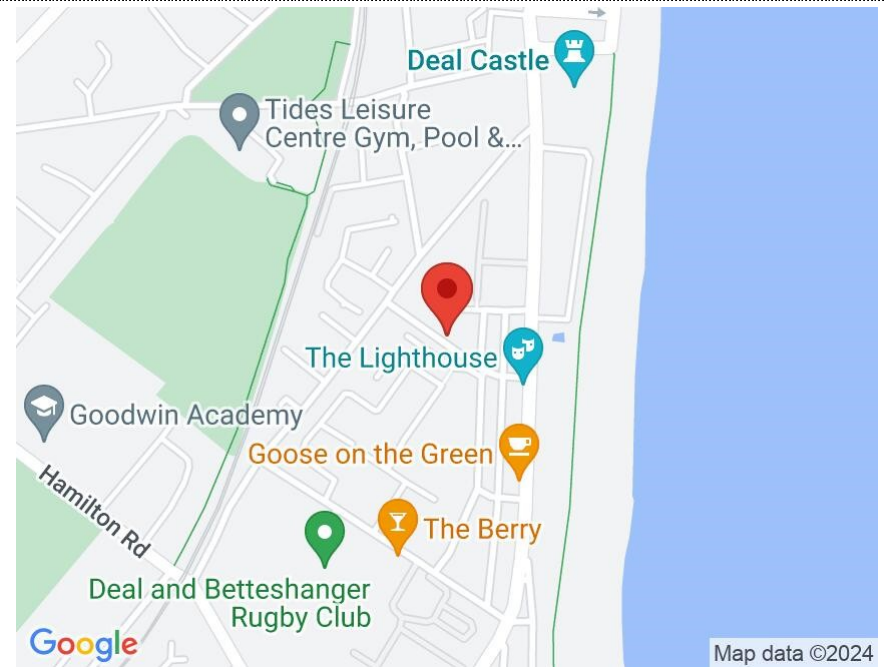 Deal Castle
Tides Leisure
Centre Gym, Pool &...
The Lighthouse
Goodwin Academy
Goose on the Green
Hamilton Rd
The Berry
Deal and Betteshanger
Rugby Club
Google
Map data ©2024